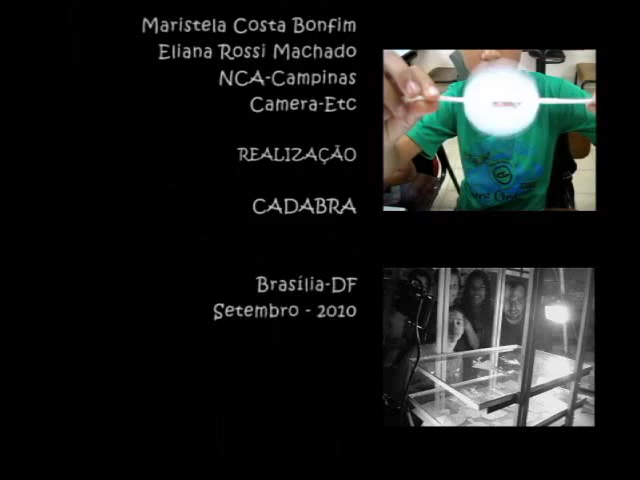 Maristela Costa Bonfim
Eliana Rossi Machado
NCA-Campinas
Camera-Etc
REALIZAÇÃO
CADABRA
Brasília-DF
Setembro - 2010